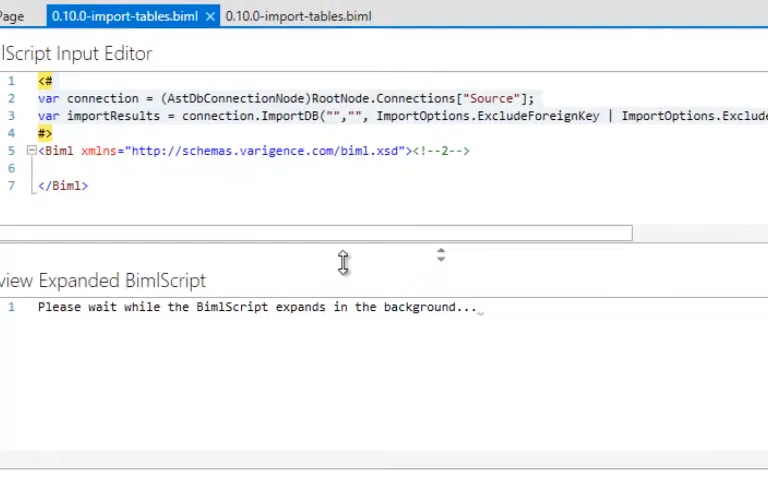 Page 0.10.0-import-tables.biml × 0.10.0-import-tables.biml
lScript Input Editor
1 <#
2 var connection = (AstDbConnectionNode)RootNode.Connections["Source"];
3 var importResults = connection.ImportDB("","", ImportOptions.ExcludeForeignKey | ImportOptions.Exclude
4 #>
5 <Biml xmlns="http://schemas.varigence.com/biml.xsd"><!--2-->
6
7 </Biml>
view Expanded BimlScript
1 Please wait while the BimlScript expands in the background...